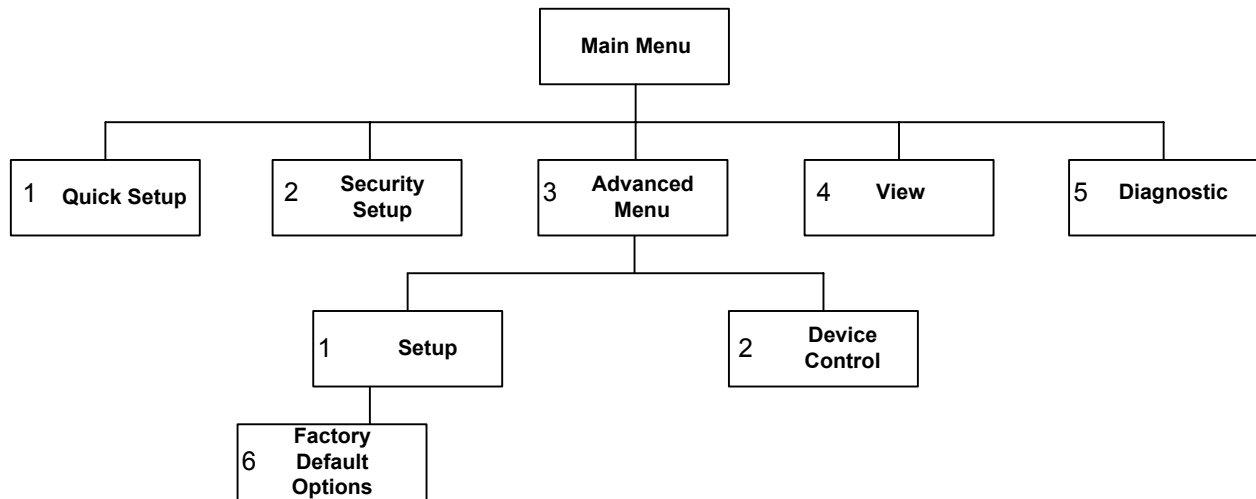 Main Menu
1 Quick Setup
2 Security
Setup
3 Advanced
Menu
4 View
5 Diagnostic
1 Setup
2 Device
Control
6 Factory
Default
Options